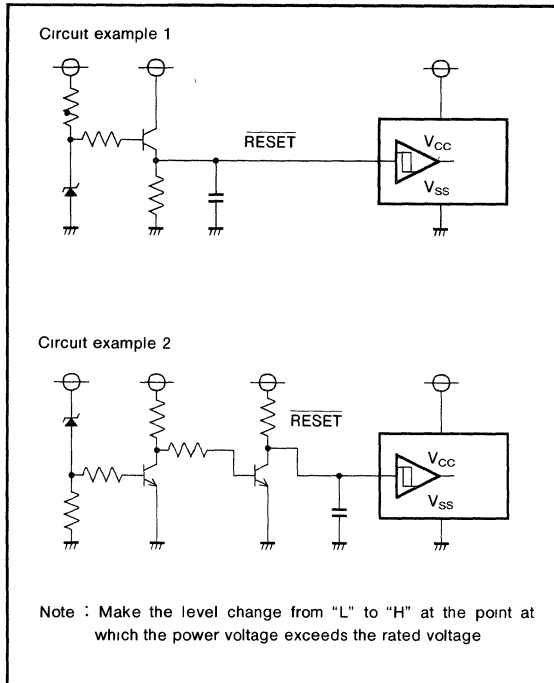 Circuit example 1
RESET
VCC
VSS
Circuit example 2
RESET
VCC
VSS
Note : Make the level change from “L” to “H” at the point at
which the power voltage exceeds the rated voltage